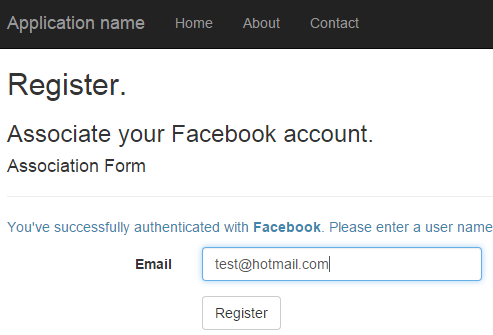 Application name Home About Contact
Register.
Associate your Facebook account.
Association Form
You've successfully authenticated with Facebook. Please enter a user name
Email test@hotmail.com
Register